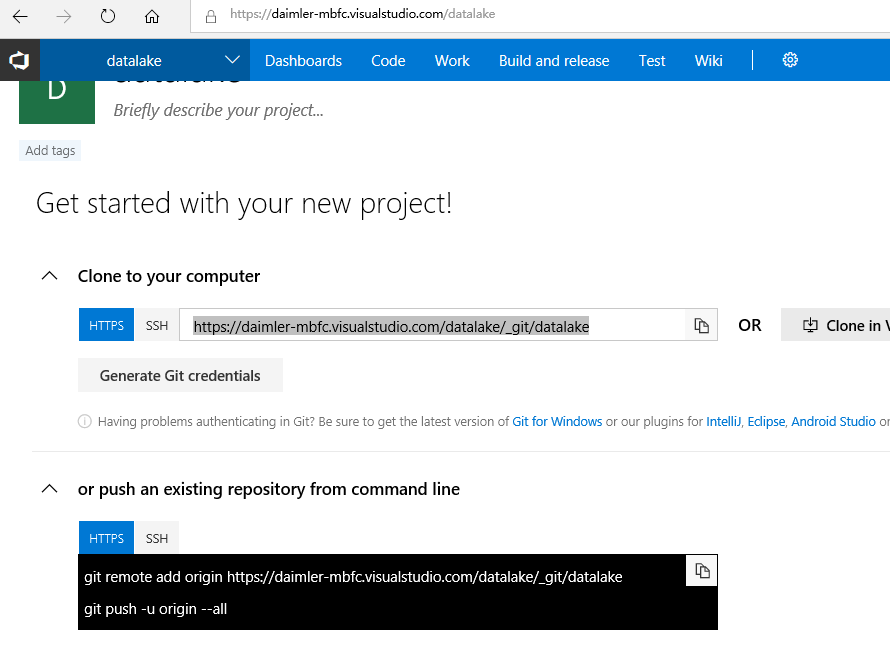 https://daimler-mbfc.visualstudio.com/datalake
datalake Dashboards Code Work Build and release Test Wiki
D
Briefly describe your project...
Add tags
Get started with your new project!
Clone to your computer
HTTPS SSH https://daimler-mbfc.visualstudio.com/datalake/_git/datalake OR Clone in V
Generate Git credentials
Having problems authenticating in Git? Be sure to get the latest version of Git for Windows or our plugins for IntelliJ, Eclipse, Android Studio or
or push an existing repository from command line
HTTPS SSH
git remote add origin https://daimler-mbfc.visualstudio.com/datalake/_git/datalake
git push -u origin --all